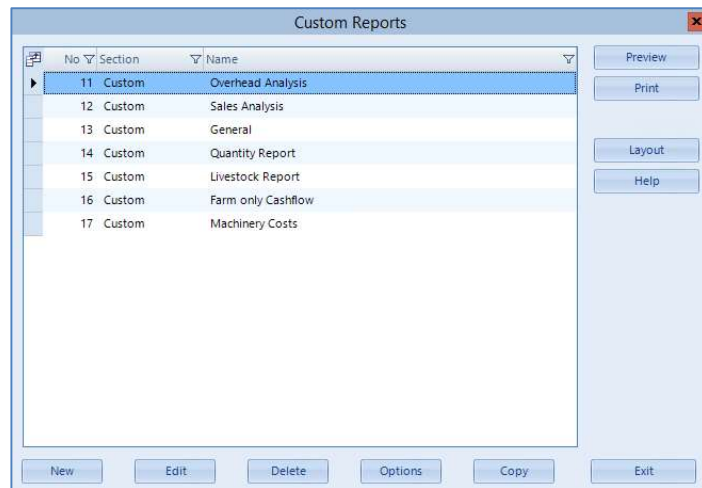 Custom Reports
No Section Name
11 Custom Overhead Analysis
12 Custom Sales Analysis
13 Custom General
14 Custom Quantity Report
15 Custom Livestock Report
16 Custom Farm only Cashflow
17 Custom Machinery Costs
Preview
Print
Layout
Help
New Edit Delete Options Copy Exit